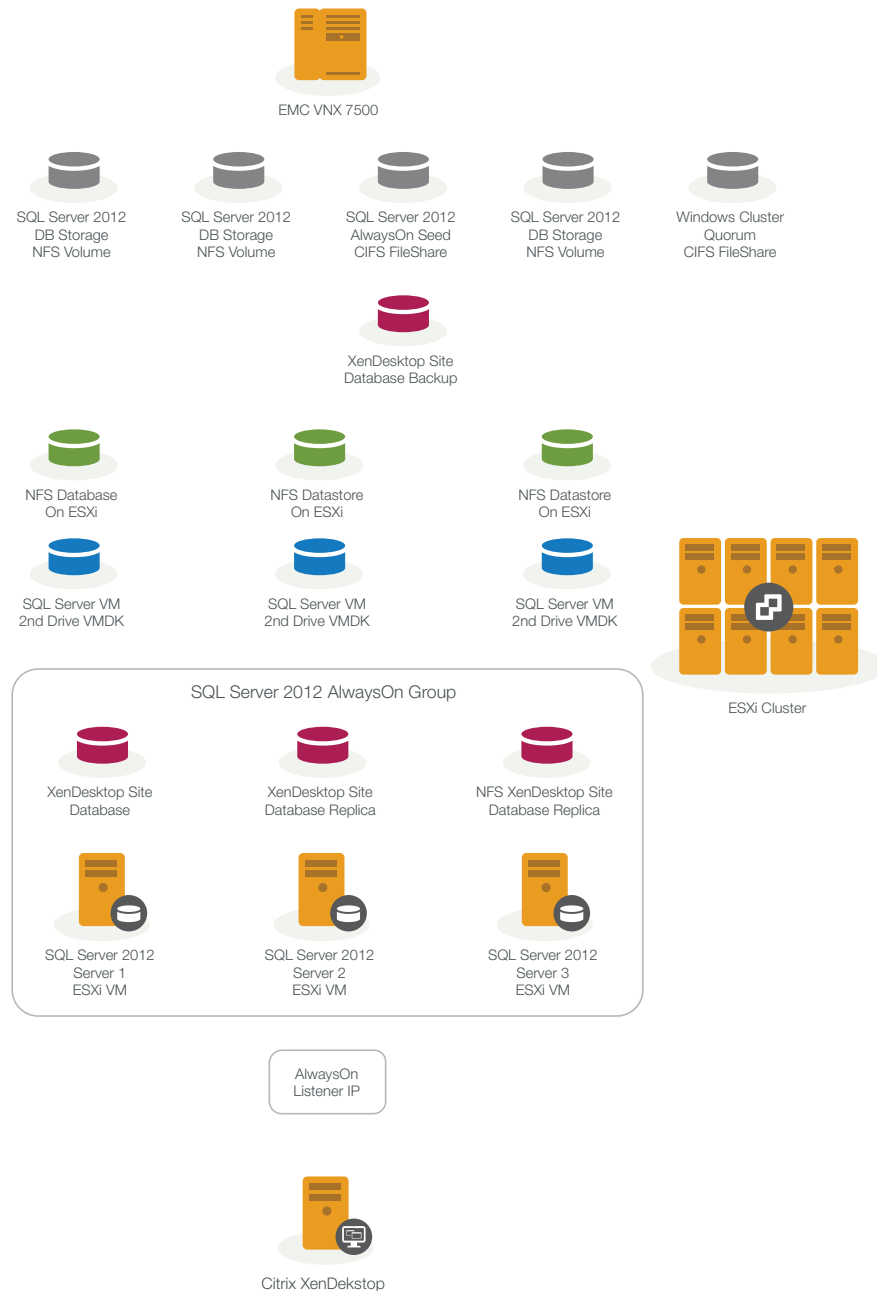 EMC VNX 7500
SQL Server 2012
DB Storage
NFS Volume
SQL Server 2012
DB Storage
NFS Volume
SQL Server 2012
AlwaysOn Seed
CIFS FileShare
SQL Server 2012
DB Storage
NFS Volume
Windows Cluster
Quorum
CIFS FileShare
XenDesktop Site
Database Backup
NFS Database
On ESXi
NFS Datastore
On ESXi
NFS Datastore
On ESXi
SQL Server VM
2nd Drive VMDK
SQL Server VM
2nd Drive VMDK
SQL Server VM
2nd Drive VMDK
ESXi Cluster
SQL Server 2012 AlwaysOn Group
XenDesktop Site
Database
XenDesktop Site
Database Replica
NFS XenDesktop Site
Database Replica
SQL Server 2012
Server 1
ESXi VM
SQL Server 2012
Server 2
ESXi VM
SQL Server 2012
Server 3
ESXi VM
AlwaysOn
Listener IP
Citrix XenDekstop